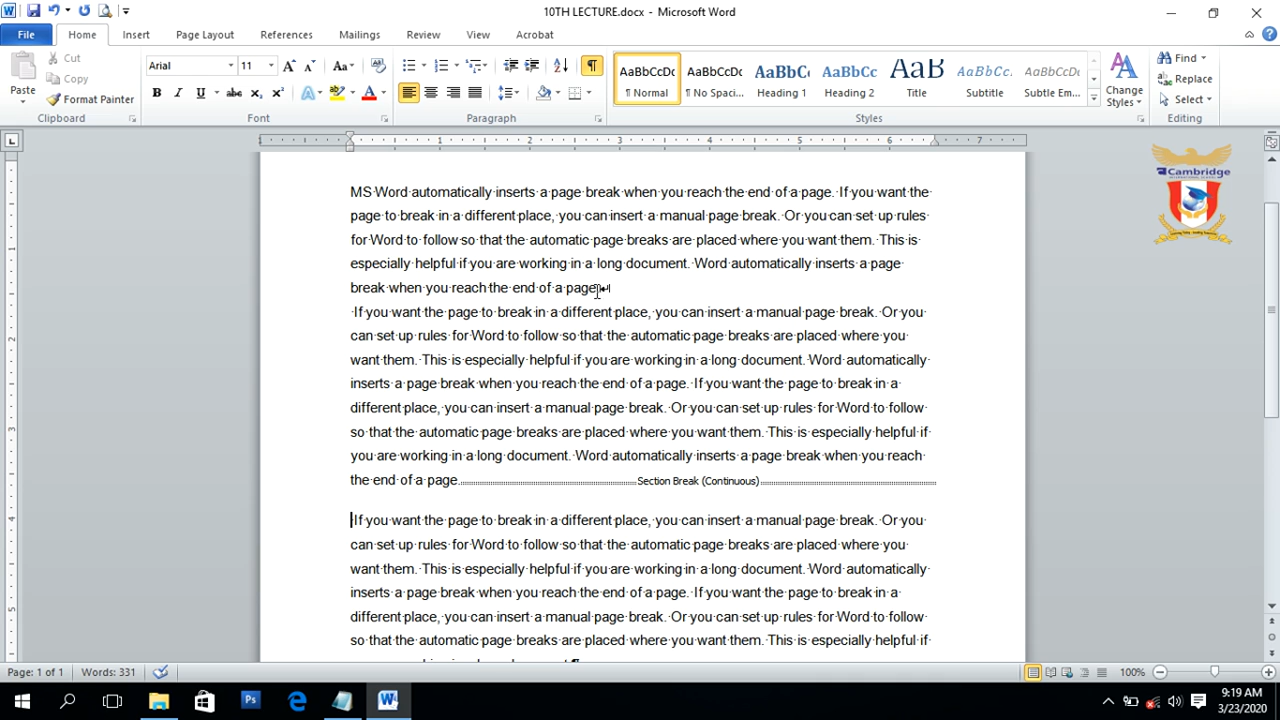 10TH LECTURE.docx - Microsoft Word
File Home Insert Page Layout References Mailings Review View Acrobat
Paste
Cut
Copy
Format Painter
Clipboard
Arial 11
Font
Paragraph
AaBbCcDc AaBbCcDc AaBbCc AaBbCc AaB AaBbCcDc AaBbCcDc
¶ Normal ¶ No Spaci... Heading 1 Heading 2 Title Subtitle Subtle Em...
Change
Styles
Styles
Find
Replace
Select
Editing
1 1 2 3 4 5 6 7
Cambridge
MS Word automatically inserts a page break when you reach the end of a page. If you want the
page to break in a different place, you can insert a manual page break. Or you can set up rules
for Word to follow so that the automatic page breaks are placed where you want them. This is
especially helpful if you are working in a long document. Word automatically inserts a page
break when you reach the end of a page
If you want the page to break in a different place, you can insert a manual page break. Or you
can set up rules for Word to follow so that the automatic page breaks are placed where you
want them. This is especially helpful if you are working in a long document. Word automatically
inserts a page break when you reach the end of a page. If you want the page to break in a
different place, you can insert a manual page break. Or you can set up rules for Word to follow
so that the automatic page breaks are placed where you want them. This is especially helpful if
you are working in a long document. Word automatically inserts a page break when you reach
the end of a page. Section Break (Continuous)
If you want the page to break in a different place, you can insert a manual page break. Or you
can set up rules for Word to follow so that the automatic page breaks are placed where you
want them. This is especially helpful if you are working in a long document. Word automatically
inserts a page break when you reach the end of a page. If you want the page to break in a
different place, you can insert a manual page break. Or you can set up rules for Word to follow
so that the automatic page breaks are placed where you want them. This is especially helpful if
Page: 1 of 1 Words: 331 100%
9:19 AM
3/23/2020